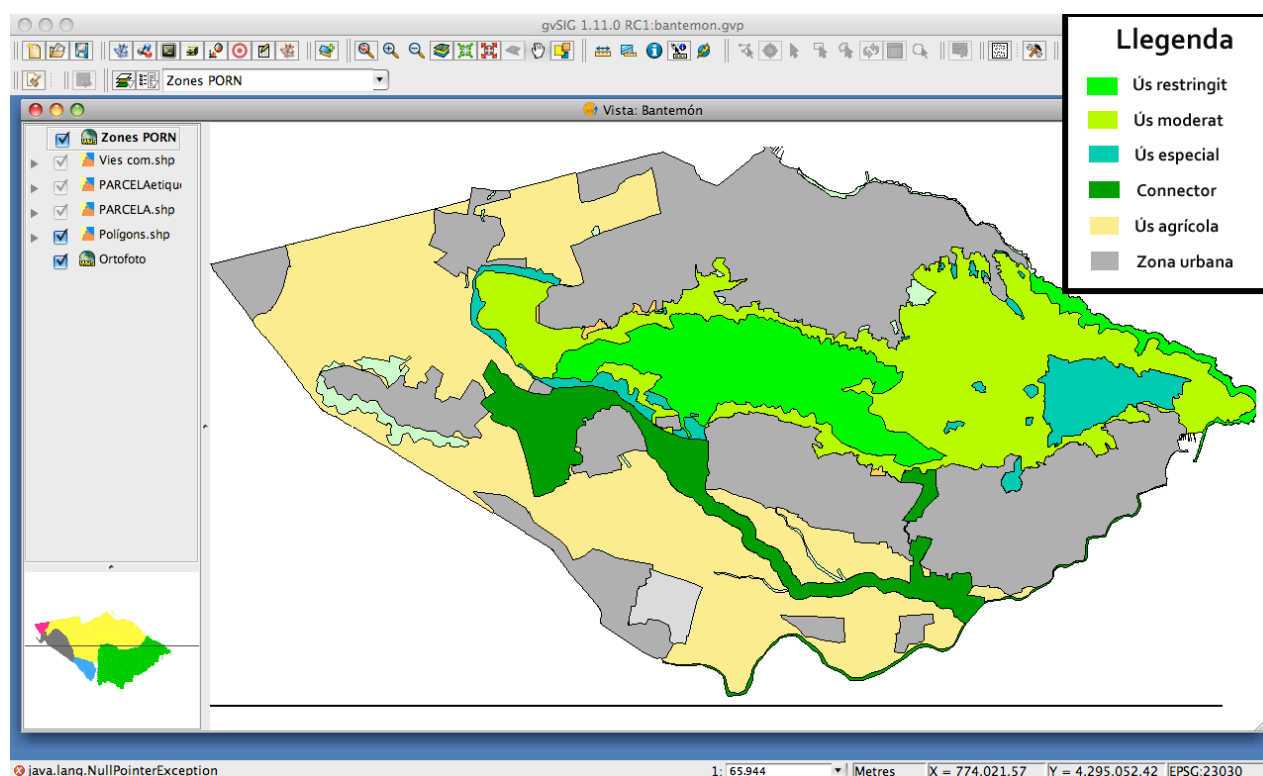 gvSIG 1.11.0 RC1:bantemon.gvp
Zones PORN
Vista: Bantemón
Zones PORN
Vies com.shp
PARCELAetiqu
PARCELA.shp
Polígons.shp
Ortofoto
Llegenda
Ús restringit
Ús moderat
Ús especial
Connector
Ús agrícola
Zona urbana
java.lang.NullPointerException
1: 65.944
Metres
X = 774.021,57
Y = 4.295.052,42
EPSG:23030